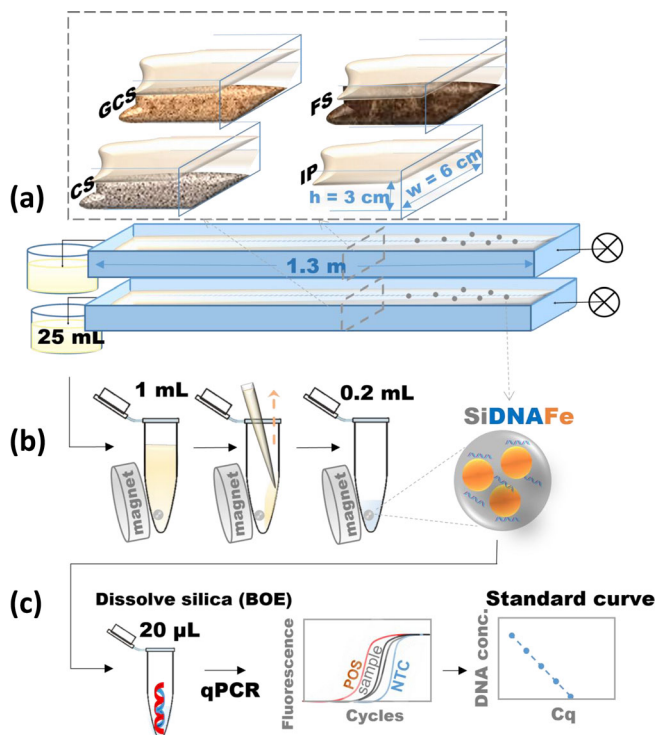 (a)
GCS
FS
CS
IP
h = 3 cm
w = 6 cm
1.3 m
25 mL
(b)
1 mL
0.2 mL
magnet
magnet
magnet
SiDNAFe
(c)
Dissolve silica (BOE)
20 µL
qPCR
Fluorescence
POS
sample
NTC
Cycles
Standard curve
DNA conc.
Cq